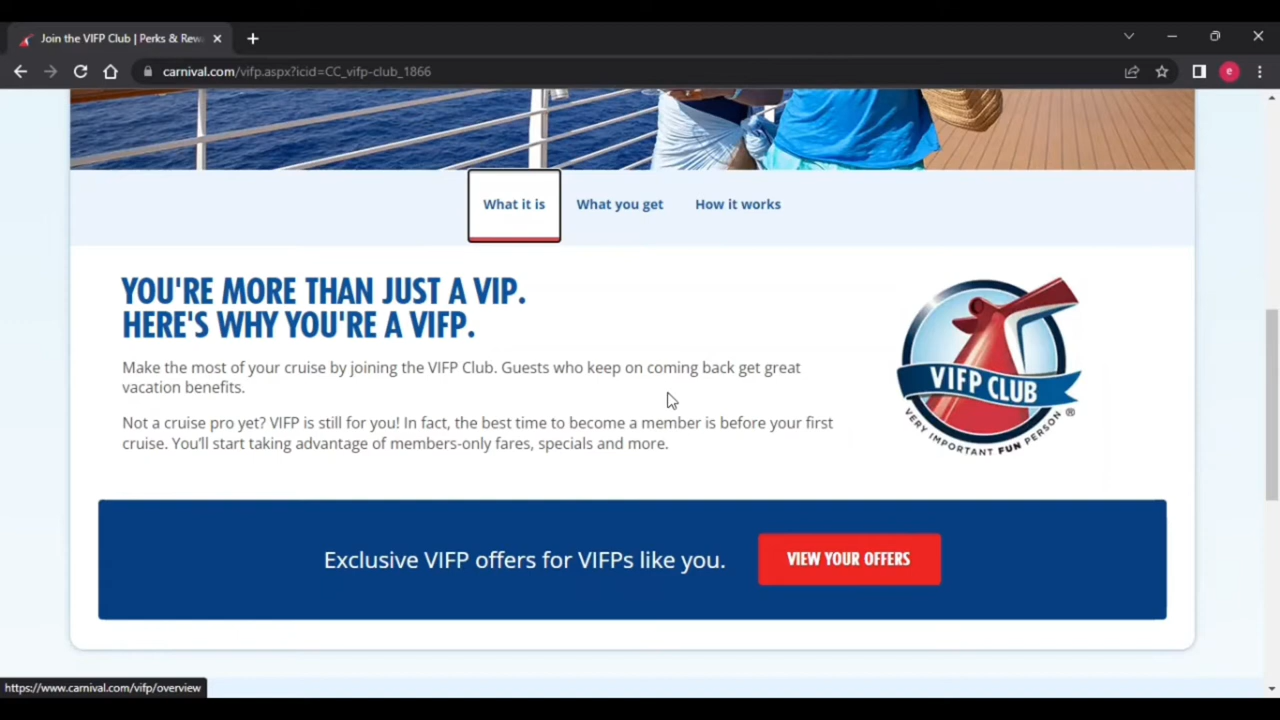 Join the VIFP Club | Perks & Rew
carnival.com/vifp.aspx?icid=CC_vifp-club_1866
e
What it is
What you get
How it works
YOU'RE MORE THAN JUST A VIP.
HERE'S WHY YOU'RE A VIFP.
Make the most of your cruise by joining the VIFP Club. Guests who keep on coming back get great
vacation benefits.
Not a cruise pro yet? VIFP is still for you! In fact, the best time to become a member is before your first
cruise. You'll start taking advantage of members-only fares, specials and more.
VIFP CLUB
VERY IMPORTANT FUN PERSON ®
Exclusive VIFP offers for VIFPs like you.
VIEW YOUR OFFERS
https://www.carnival.com/vifp/overview